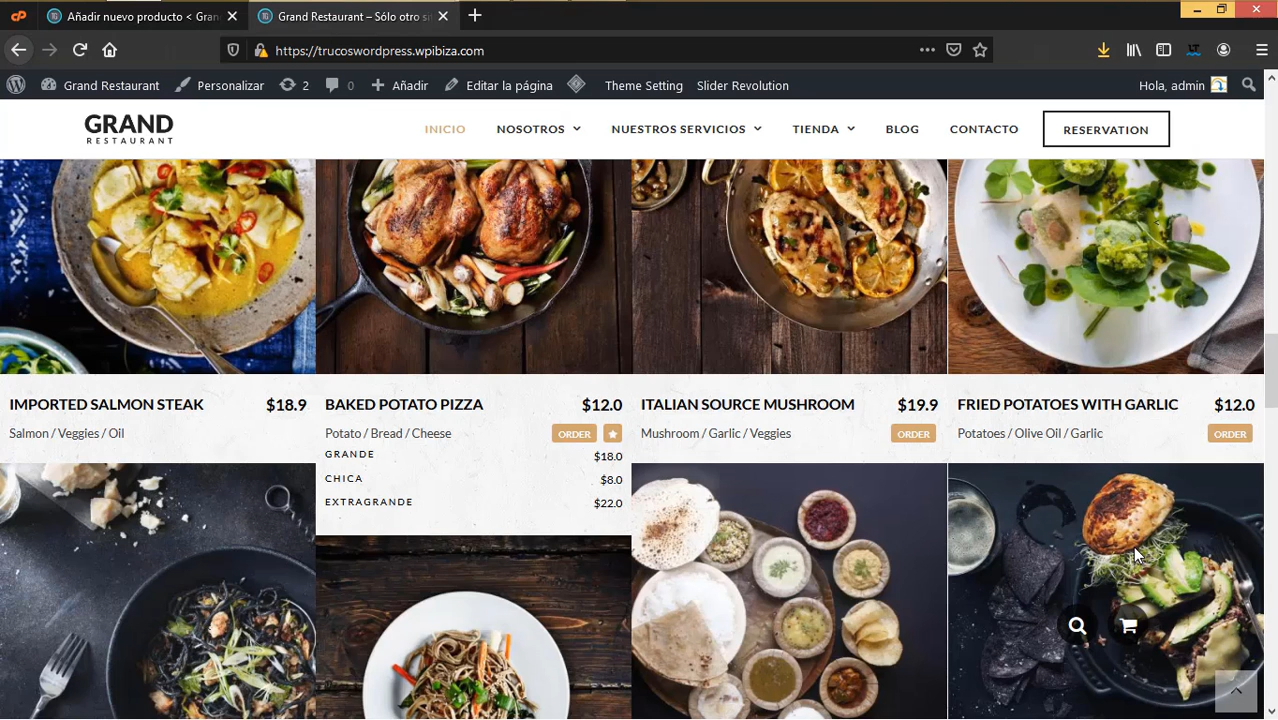 Añadir nuevo producto < Gran
Grand Restaurant – Sólo otro si
https://trucoswordpress.wpibiza.com
Grand Restaurant
Personalizar
2
0
Añadir
Editar la página
Theme Setting
Slider Revolution
Hola, admin
GRAND
RESTAURANT
INICIO
NOSOTROS
NUESTROS SERVICIOS
TIENDA
BLOG
CONTACTO
RESERVATION
IMPORTED SALMON STEAK $18.9
Salmon / Veggies / Oil
BAKED POTATO PIZZA $12.0
Potato / Bread / Cheese ORDER
GRANDE $18.0
CHICA $8.0
EXTRAGRANDE $22.0
ITALIAN SOURCE MUSHROOM $19.9
Mushroom / Garlic / Veggies ORDER
FRIED POTATOES WITH GARLIC $12.0
Potatoes / Olive Oil / Garlic ORDER